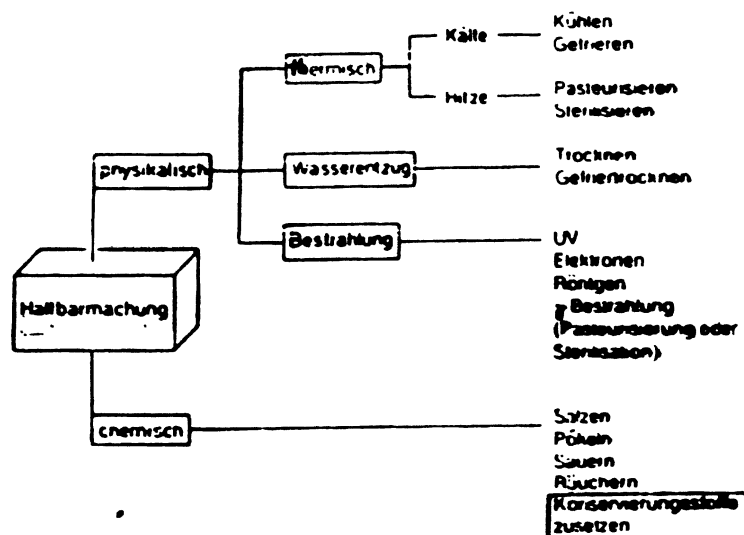 Kälte
Kühlen
Gefrieren
thermisch
Hitze
Pasteurisieren
Sterilisieren
physikalisch
Wasserentzug
Trocknen
Gefriertrocknen
Bestrahlung
UV
Elektronen
Röntgen
γ-Bestrahlung
(Pasteurisierung oder
Sterilisation)
Haltbarmachung
chemisch
Salzen
Pökeln
Säuern
Räuchern
Konservierungsstoffe
zusetzen